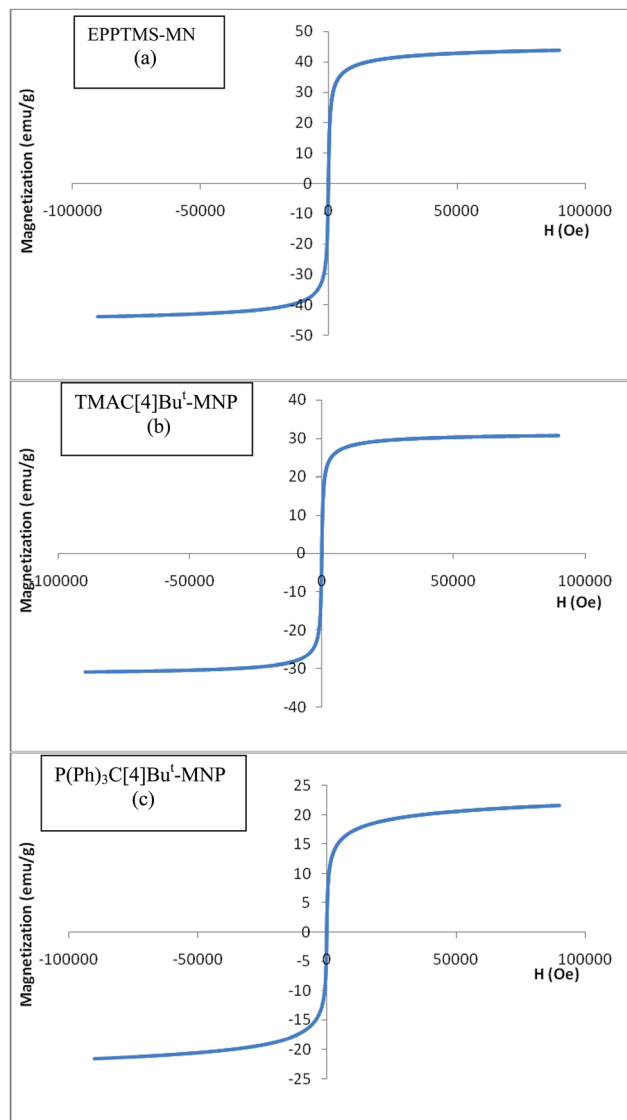 EPPTMS-MN
(a)
Magnetization (emu/g)
50
40
30
20
10
0
-10
-20
-30
-40
-50
-100000 -50000 0 50000 100000
H (Oe)
TMAC[4]Buᵗ-MNP
(b)
Magnetization (emu/g)
40
30
20
10
0
-10
-20
-30
-40
-100000 -50000 0 50000 100000
H (Oe)
P(Ph)₃C[4]Buᵗ-MNP
(c)
Magnetization (emu/g)
25
20
15
10
5
0
-5
-10
-15
-20
-25
-100000 -50000 0 50000 100000
H (Oe)